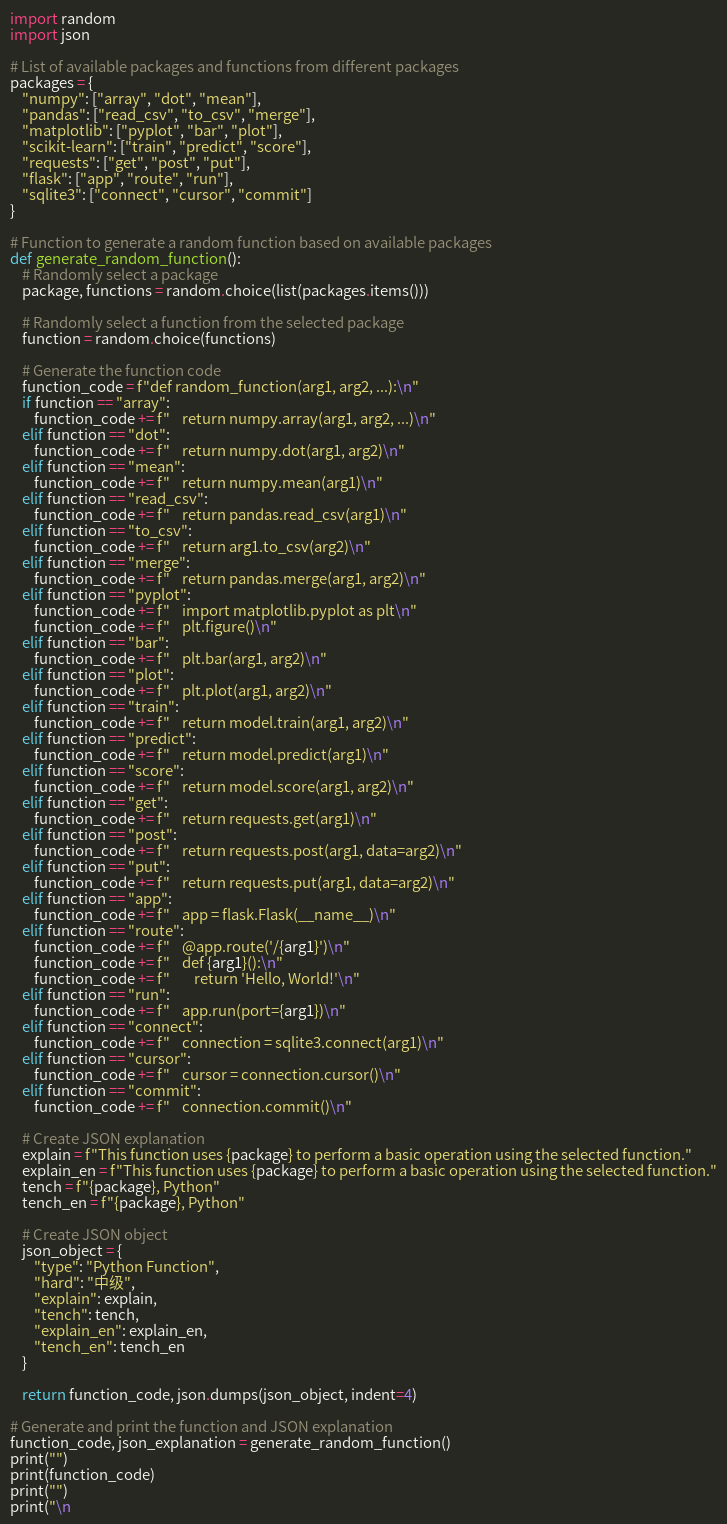 import random
import json

# List of available packages and functions from different packages
packages = {
    "numpy": ["array", "dot", "mean"],
    "pandas": ["read_csv", "to_csv", "merge"],
    "matplotlib": ["pyplot", "bar", "plot"],
    "scikit-learn": ["train", "predict", "score"],
    "requests": ["get", "post", "put"],
    "flask": ["app", "route", "run"],
    "sqlite3": ["connect", "cursor", "commit"]
}

# Function to generate a random function based on available packages
def generate_random_function():
    # Randomly select a package
    package, functions = random.choice(list(packages.items()))

    # Randomly select a function from the selected package
    function = random.choice(functions)

    # Generate the function code
    function_code = f"def random_function(arg1, arg2, ...):\n"
    if function == "array":
        function_code += f"    return numpy.array(arg1, arg2, ...)\n"
    elif function == "dot":
        function_code += f"    return numpy.dot(arg1, arg2)\n"
    elif function == "mean":
        function_code += f"    return numpy.mean(arg1)\n"
    elif function == "read_csv":
        function_code += f"    return pandas.read_csv(arg1)\n"
    elif function == "to_csv":
        function_code += f"    return arg1.to_csv(arg2)\n"
    elif function == "merge":
        function_code += f"    return pandas.merge(arg1, arg2)\n"
    elif function == "pyplot":
        function_code += f"    import matplotlib.pyplot as plt\n"
        function_code += f"    plt.figure()\n"
    elif function == "bar":
        function_code += f"    plt.bar(arg1, arg2)\n"
    elif function == "plot":
        function_code += f"    plt.plot(arg1, arg2)\n"
    elif function == "train":
        function_code += f"    return model.train(arg1, arg2)\n"
    elif function == "predict":
        function_code += f"    return model.predict(arg1)\n"
    elif function == "score":
        function_code += f"    return model.score(arg1, arg2)\n"
    elif function == "get":
        function_code += f"    return requests.get(arg1)\n"
    elif function == "post":
        function_code += f"    return requests.post(arg1, data=arg2)\n"
    elif function == "put":
        function_code += f"    return requests.put(arg1, data=arg2)\n"
    elif function == "app":
        function_code += f"    app = flask.Flask(__name__)\n"
    elif function == "route":
        function_code += f"    @app.route('/{arg1}')\n"
        function_code += f"    def {arg1}():\n"
        function_code += f"        return 'Hello, World!'\n"
    elif function == "run":
        function_code += f"    app.run(port={arg1})\n"
    elif function == "connect":
        function_code += f"    connection = sqlite3.connect(arg1)\n"
    elif function == "cursor":
        function_code += f"    cursor = connection.cursor()\n"
    elif function == "commit":
        function_code += f"    connection.commit()\n"

    # Create JSON explanation
    explain = f"This function uses {package} to perform a basic operation using the selected function."
    explain_en = f"This function uses {package} to perform a basic operation using the selected function."
    tench = f"{package}, Python"
    tench_en = f"{package}, Python"

    # Create JSON object
    json_object = {
        "type": "Python Function",
        "hard": "中级",
        "explain": explain,
        "tench": tench,
        "explain_en": explain_en,
        "tench_en": tench_en
    }

    return function_code, json.dumps(json_object, indent=4)

# Generate and print the function and JSON explanation
function_code, json_explanation = generate_random_function()
print("")
print(function_code)
print("")
print("\n